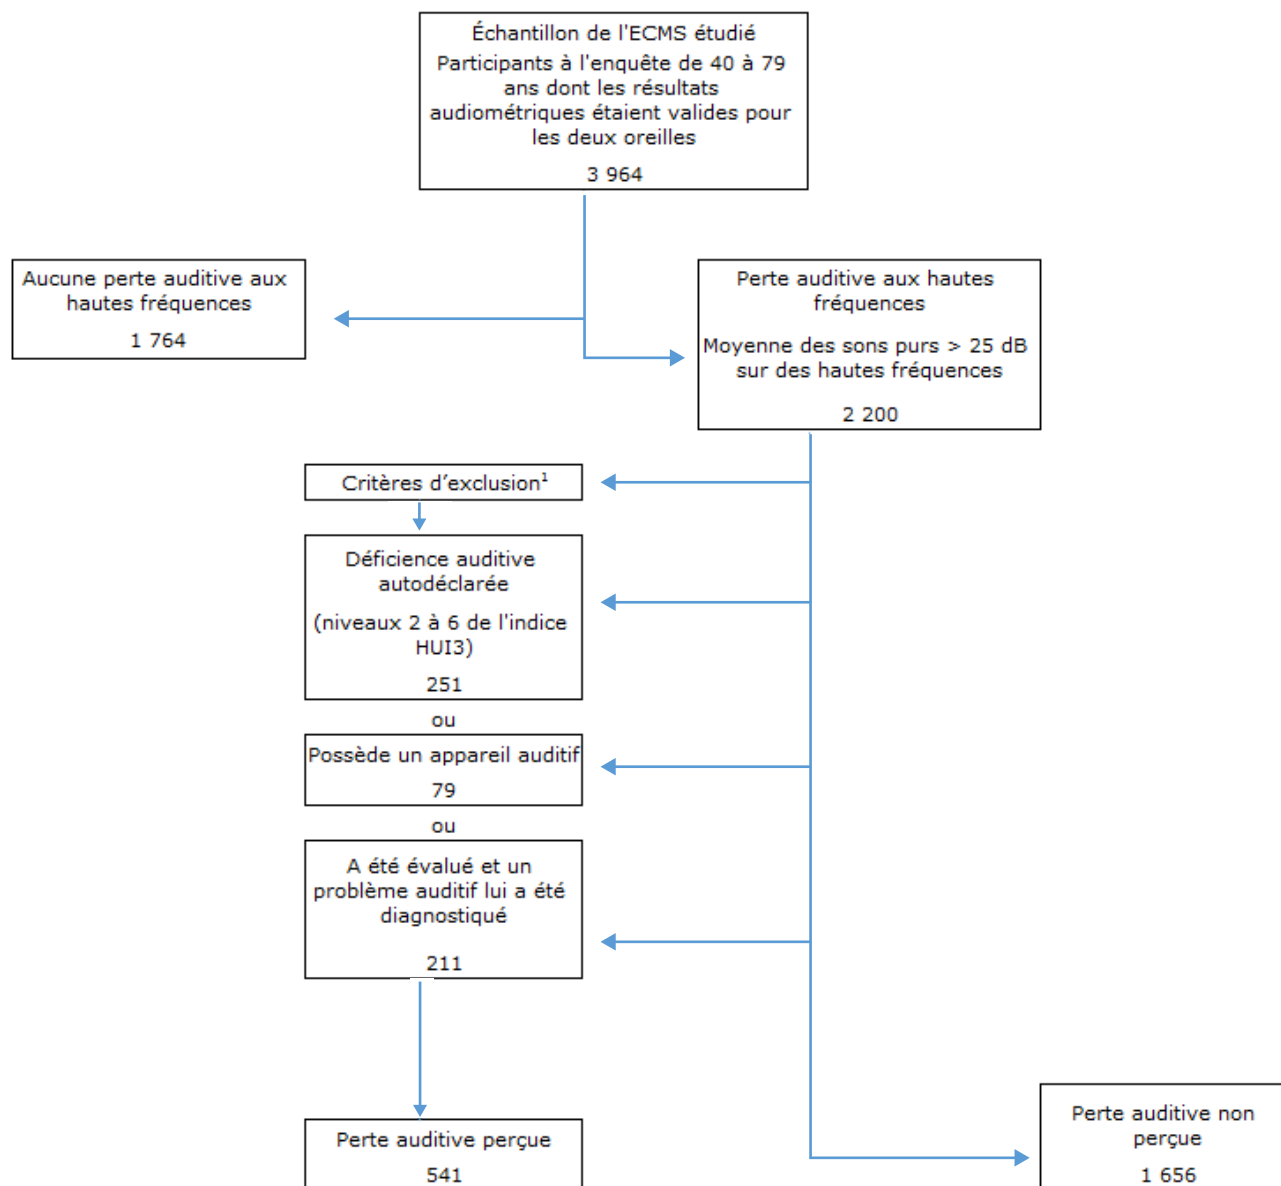 Échantillon de l'ECMS étudié
Participants à l'enquête de 40 à 79
ans dont les résultats
audiométriques étaient valides pour
les deux oreilles
3 964
Aucune perte auditive aux
hautes fréquences
1 764
Perte auditive aux hautes
fréquences
Moyenne des sons purs > 25 dB
sur des hautes fréquences
2 200
Critères d’exclusion¹
Déficience auditive
autodéclarée
(niveaux 2 à 6 de l'indice
HUI3)
251
ou
Possède un appareil auditif
79
ou
A été évalué et un
problème auditif lui a été
diagnostiqué
211
Perte auditive perçue
541
Perte auditive non
perçue
1 656